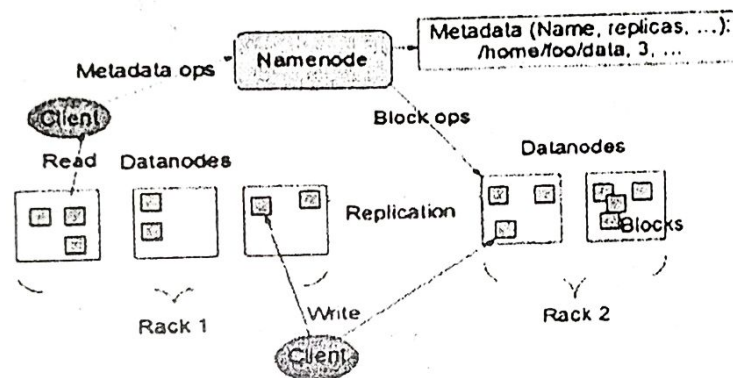 Metadata (Name, replicas, ...):
/home/foo/data, 3, ...
Namenode
Metadata ops
Client
Block ops
Read
Datanodes
Datanodes
Replication
Blocks
Rack 1
Write
Rack 2
Client